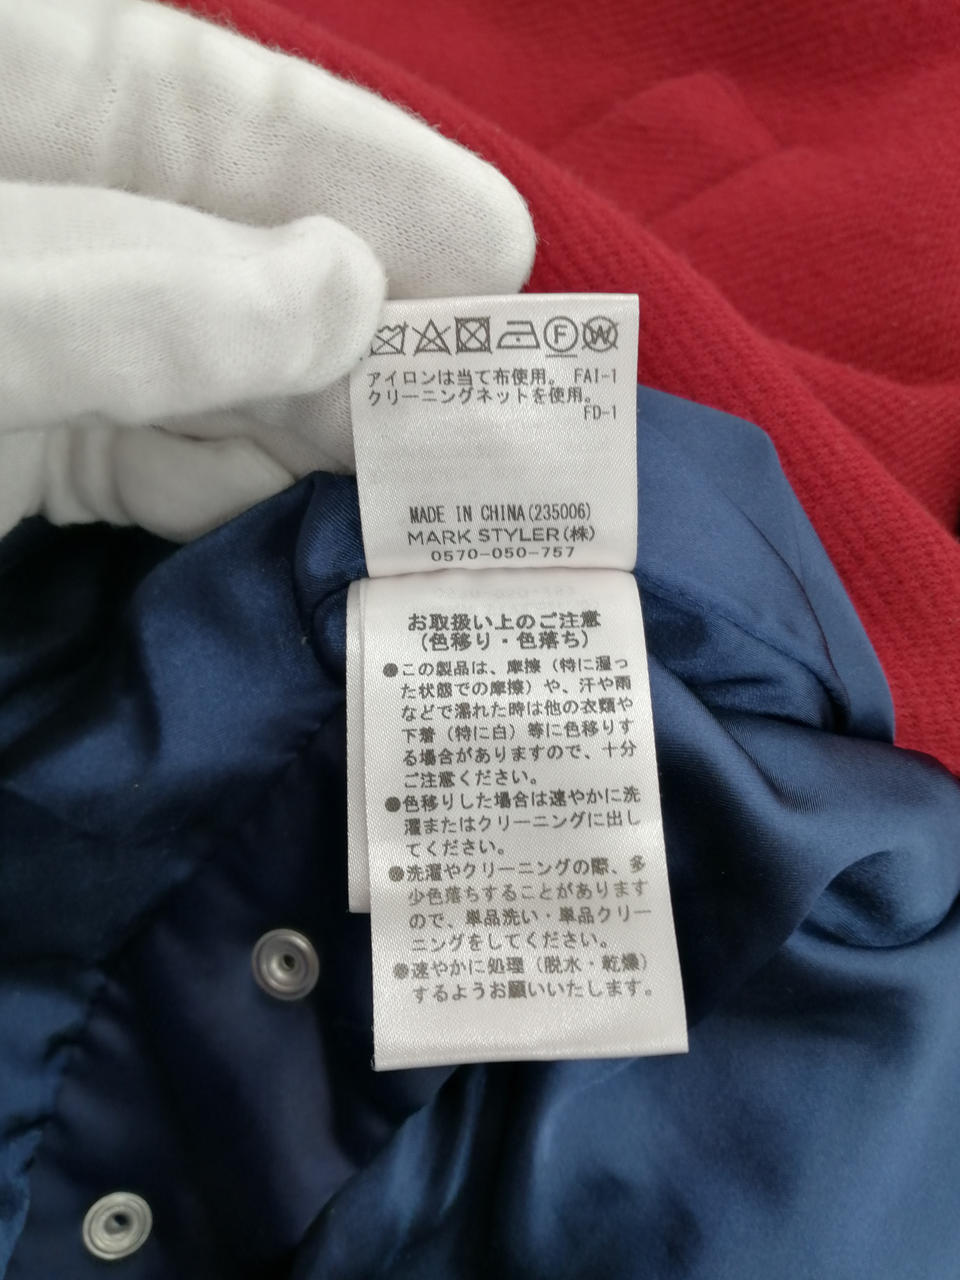 F W
アイロンは当て布使用。 FAI-1
クリーニングネットを使用。
FD-1
MADE IN CHINA(235006)
MARK STYLER(株)
0570-050-757
お取扱い上のご注意
(色移り・色落ち)
●この製品は、摩擦（特に湿っ
た状態での摩擦）や、汗や雨
などで濡れた時は他の衣類や
下着（特に白）等に色移りす
る場合がありますので、十分
ご注意ください。
●色移りした場合は速やかに洗
濯またはクリーニングに出し
てください。
●洗濯やクリーニングの際、多
少色落ちすることがあります
ので、単品洗い・単品クリー
ニングをしてください。
●速やかに処理（脱水・乾燥）
するようお願いいたします。